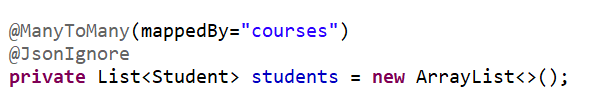 @ManyToMany(mappedBy="courses")
@JsonIgnore
private List<Student> students = new ArrayList<>();